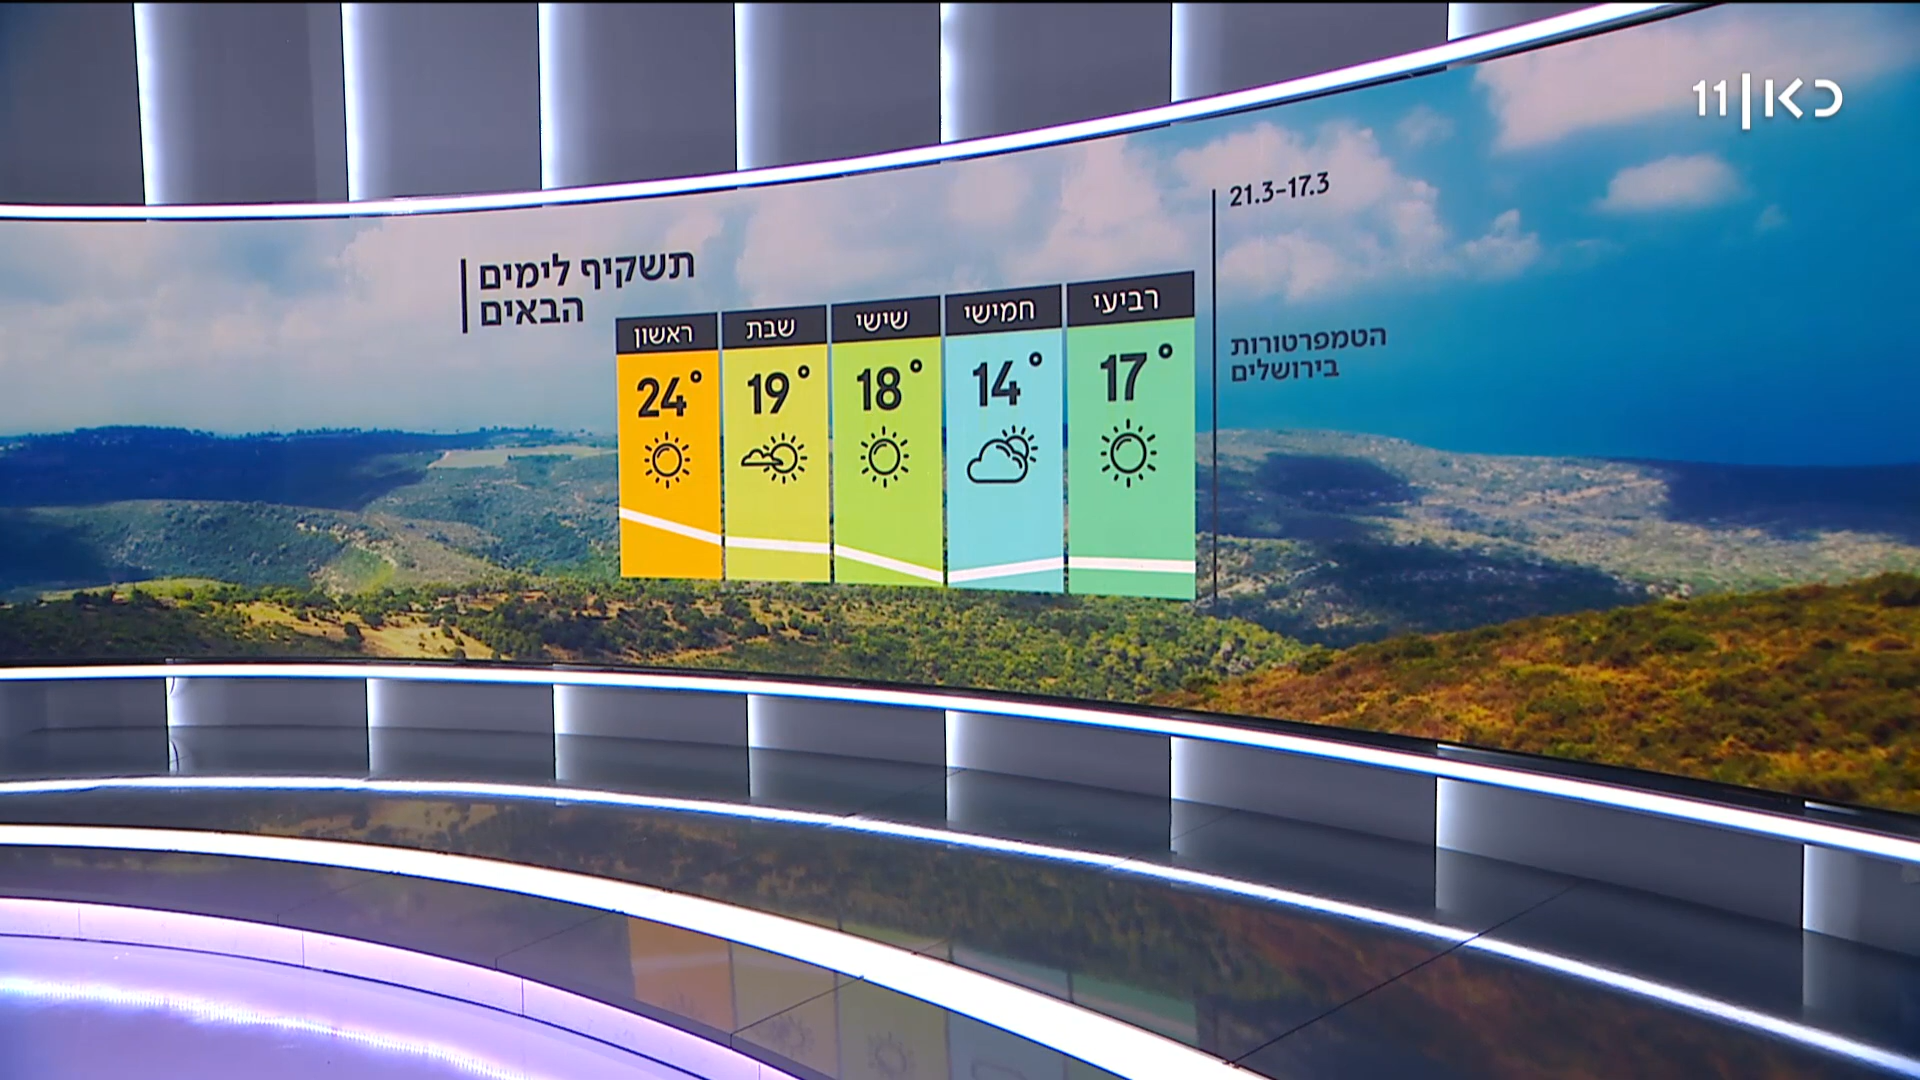 כאן|11
21.3-17.3
הטמפרטורות
בירושלים
תשקיף לימים
הבאים
רביעי
17°
חמישי
14°
שישי
18°
שבת
19°
ראשון
24°